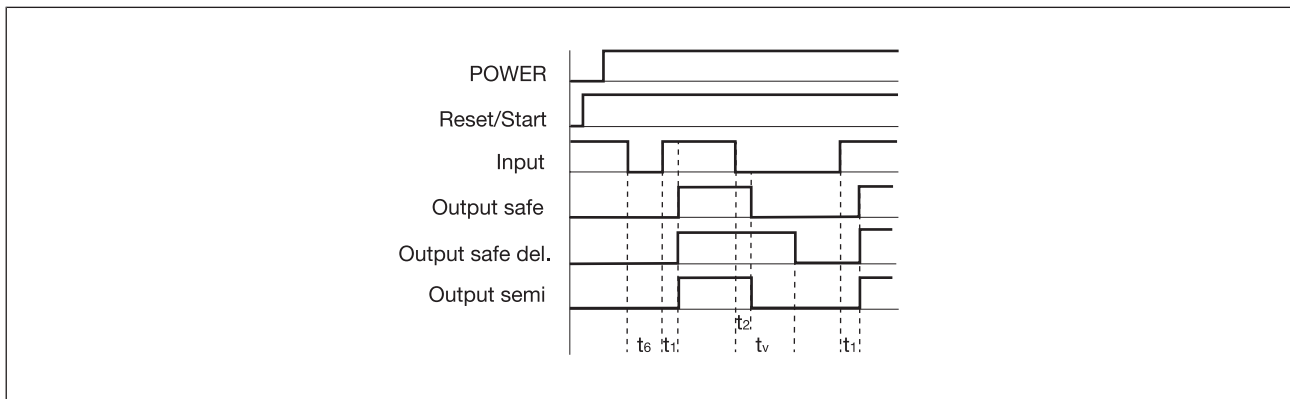 POWER
Reset/Start
Input
Output safe
Output safe del.
Output semi
t2
t6 t1 tv t1